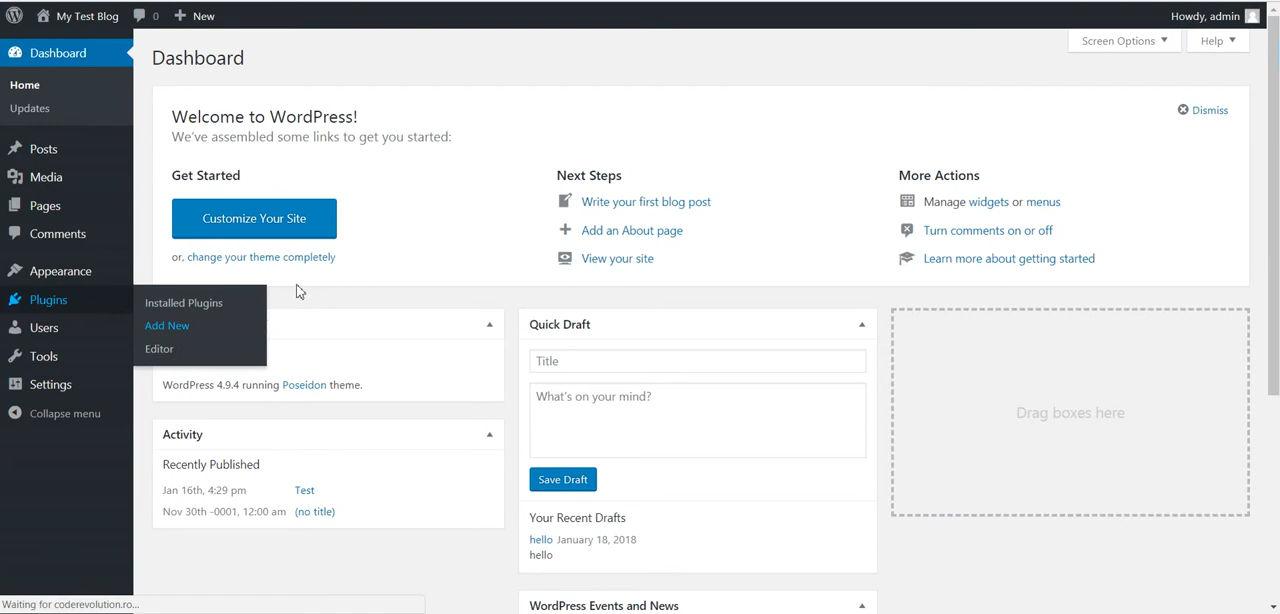 My Test Blog 0 New Howdy, admin
Dashboard
Home
Updates
Posts
Media
Pages
Comments
Appearance
Plugins
Installed Plugins
Add New
Editor
Users
Tools
Settings
Collapse menu
Screen Options Help
Dashboard
Welcome to WordPress!
We've assembled some links to get you started:
Dismiss
Get Started
Customize Your Site
or, change your theme completely
Next Steps
Write your first blog post
Add an About page
View your site
More Actions
Manage widgets or menus
Turn comments on or off
Learn more about getting started
WordPress 4.9.4 running Poseidon theme.
Activity
Recently Published
Jan 16th, 4:29 pm Test
Nov 30th -0001, 12:00 am (no title)
Quick Draft
Title
What's on your mind?
Save Draft
Your Recent Drafts
hello January 18, 2018
hello
WordPress Events and News
Drag boxes here
Waiting for coderevolution.ro...